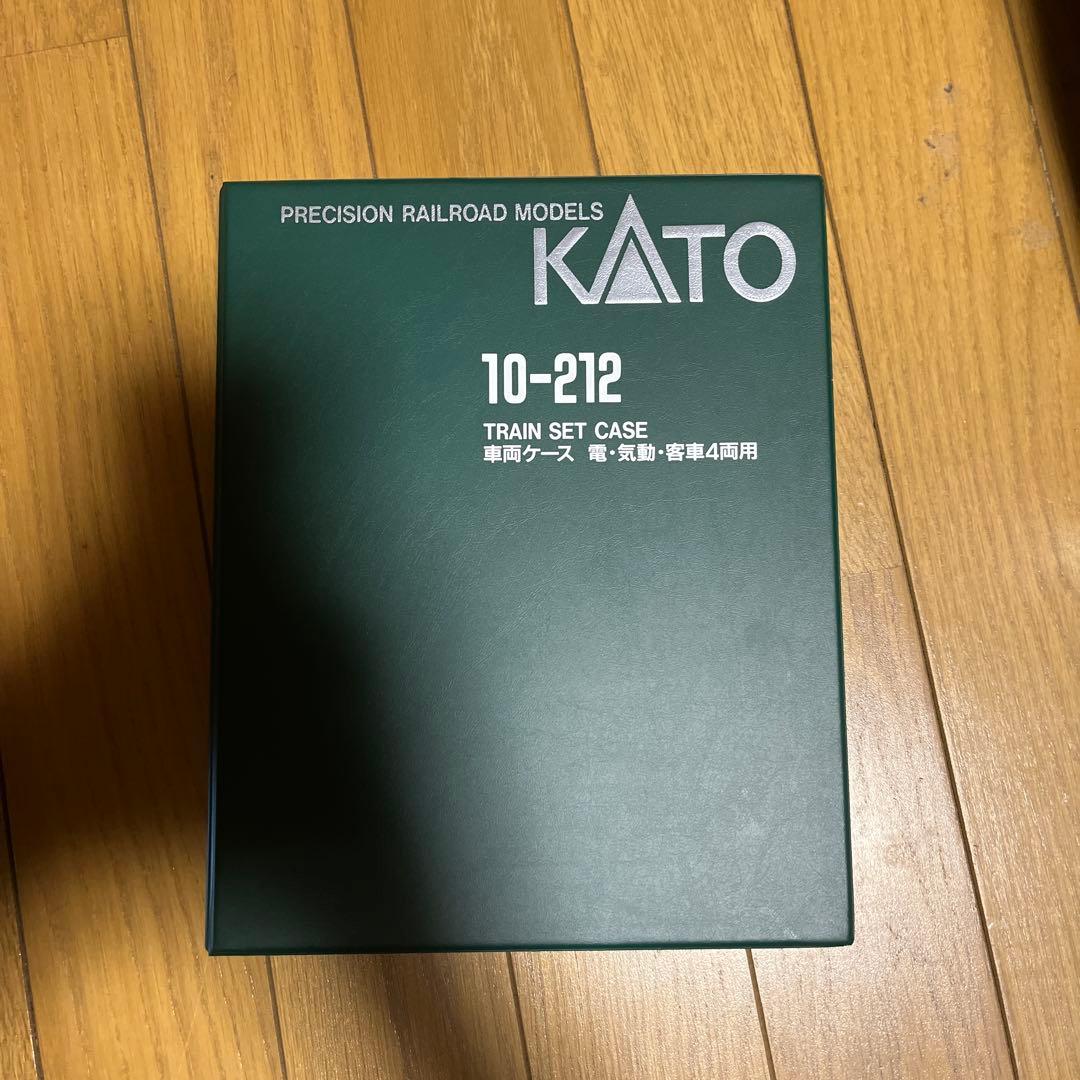 PRECISION RAILROAD MODELS
KATO
10-212
TRAIN SET CASE
車両ケース 電・気動・客車4両用